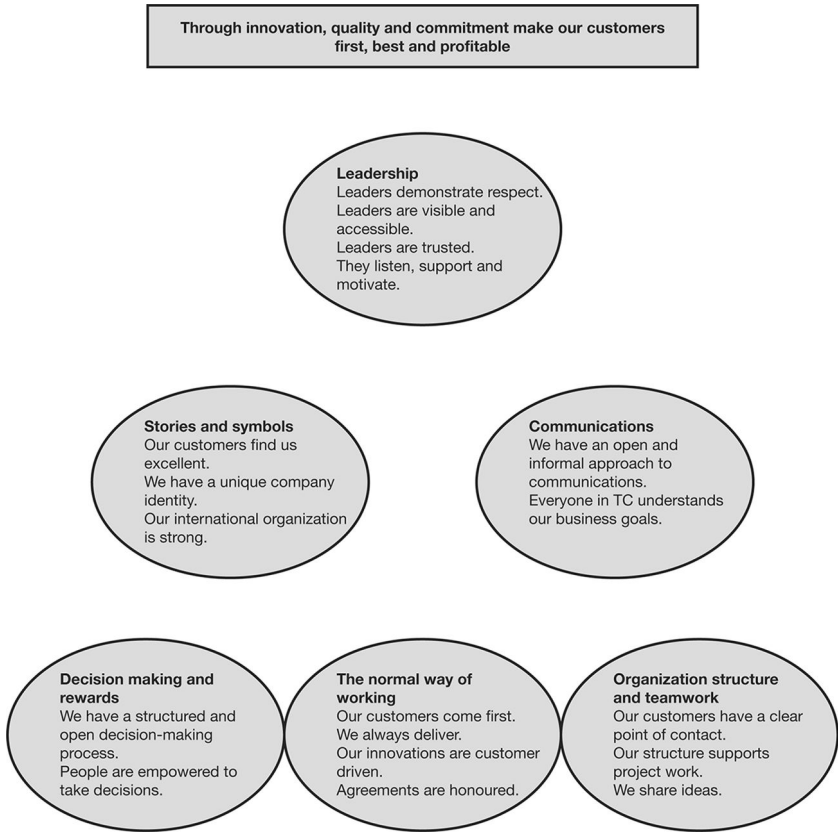 Through innovation, quality and commitment make our customers
first, best and profitable
Leadership
Leaders demonstrate respect.
Leaders are visible and
accessible.
Leaders are trusted.
They listen, support and
motivate.
Stories and symbols
Our customers find us
excellent.
We have a unique company
identity.
Our international organization
is strong.
Communications
We have an open and
informal approach to
communications.
Everyone in TC understands
our business goals.
Decision making and
rewards
We have a structured and
open decision-making
process.
People are empowered to
take decisions.
The normal way of
working
Our customers come first.
We always deliver.
Our innovations are customer
driven.
Agreements are honoured.
Organization structure
and teamwork
Our customers have a clear
point of contact.
Our structure supports
project work.
We share ideas.